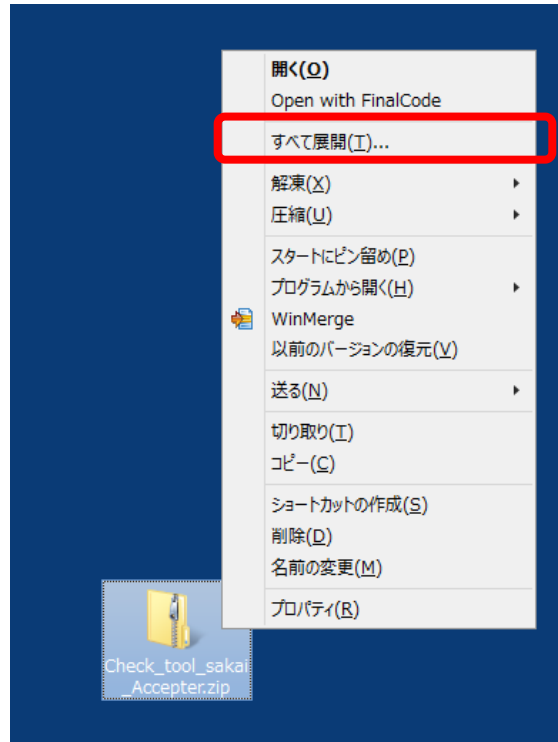 開く(O)
Open with FinalCode
すべて展開(T)...
解凍(X)
圧縮(U)
スタートにピン留め(P)
プログラムから開く(H)
WinMerge
以前のバージョンの復元(V)
送る(N)
切り取り(T)
コピー(C)
ショートカットの作成(S)
削除(D)
名前の変更(M)
プロパティ(R)
Check_tool_sakai
_Accepter.zip